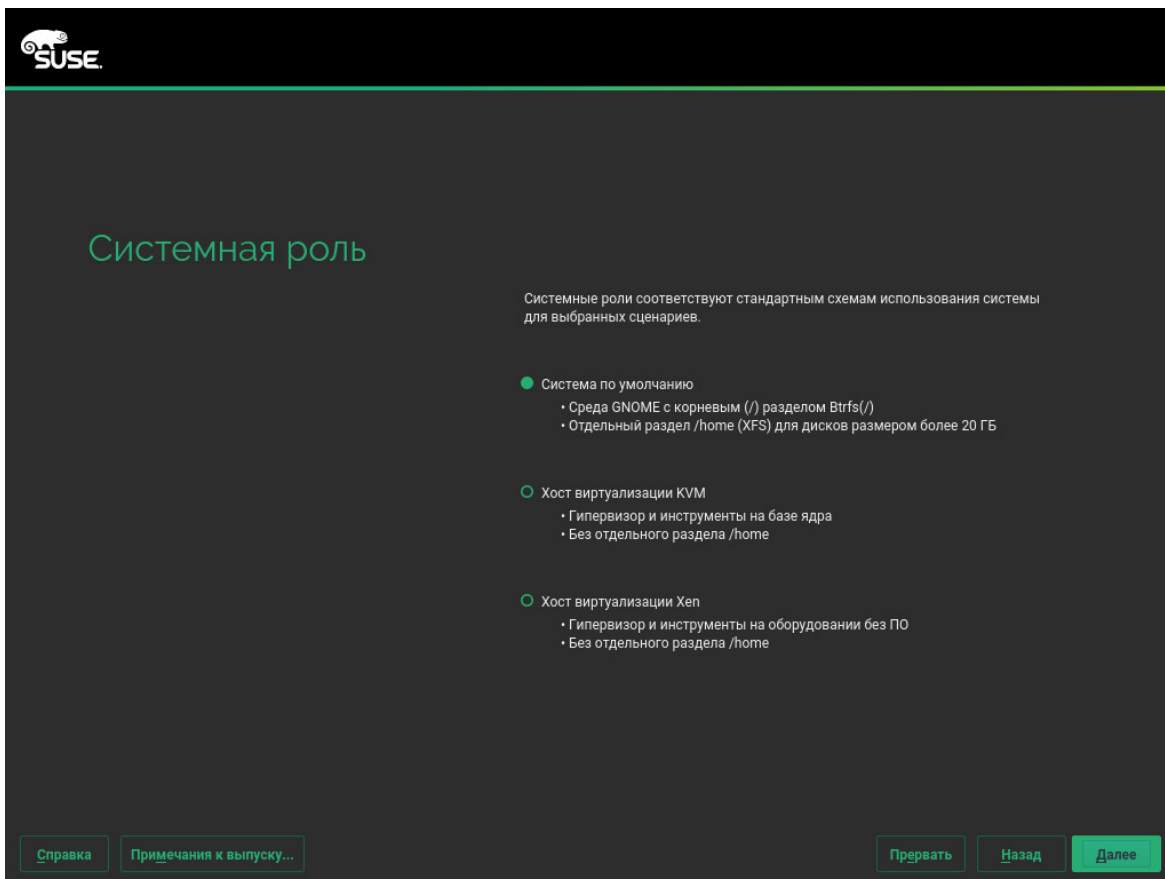 SUSE.
Системная роль
Системные роли соответствуют стандартным схемам использования системы
для выбранных сценариев.
Система по умолчанию
• Среда GNOME с корневым (/) разделом Btrfs(/)
• Отдельный раздел /home (XFS) для дисков размером более 20 ГБ
Хост виртуализации KVM
• Гипервизор и инструменты на базе ядра
• Без отдельного раздела /home
Хост виртуализации Xen
• Гипервизор и инструменты на оборудовании без ПО
• Без отдельного раздела /home
Справка
Примечания к выпуску...
Прервать
Назад
Далее